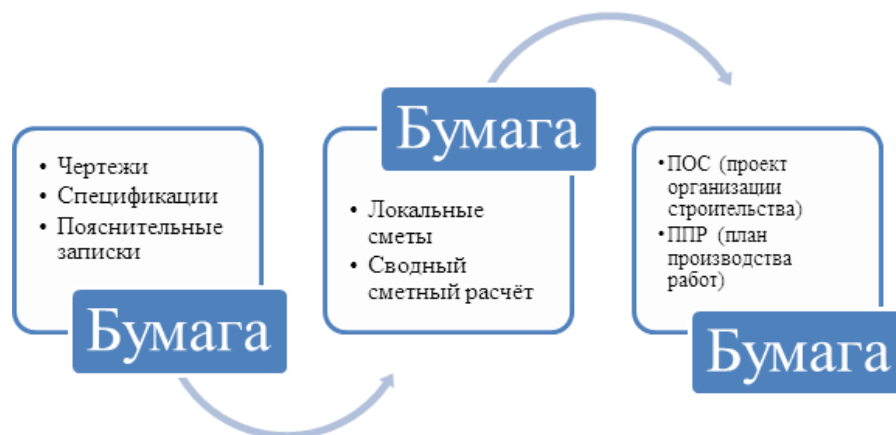 • Чертежи
• Спецификации
• Пояснительные
записки
Бумага
Бумага
• Локальные
сметы
• Сводный
сметный расчёт
•ПОС (проект
организации
строительства)
•ППР (план
производства
работ)
Бумага